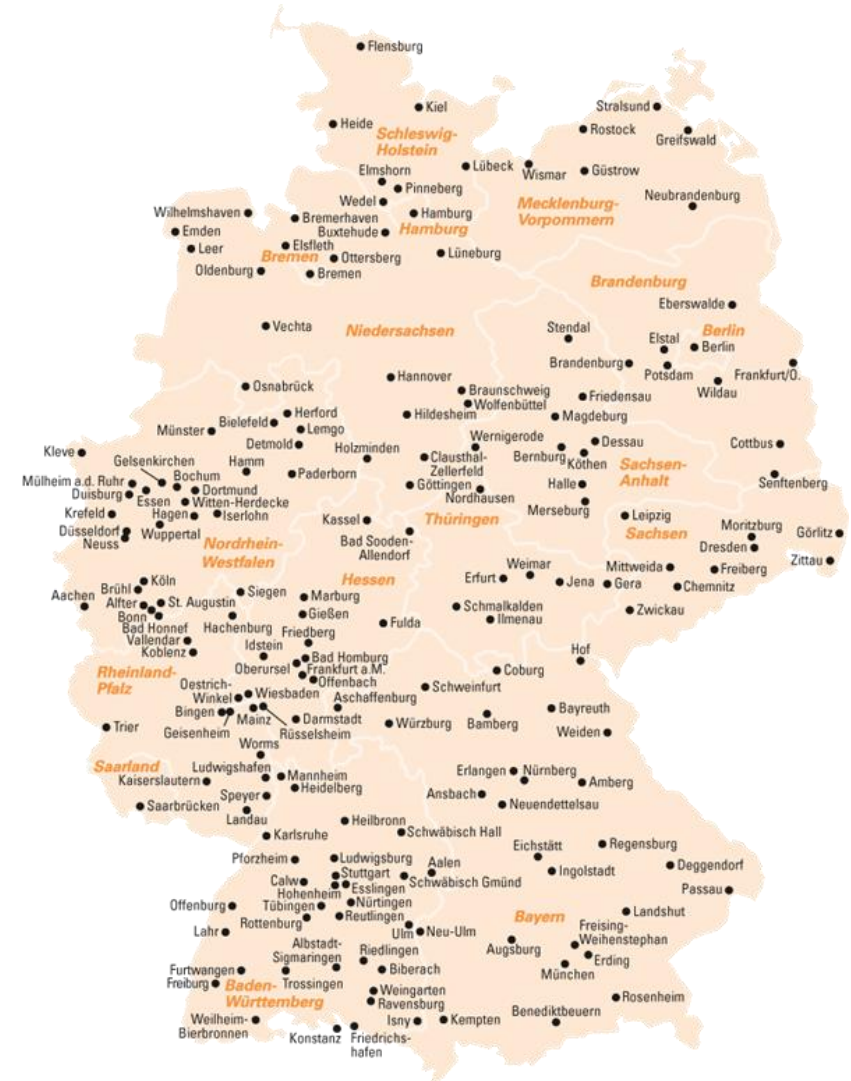 Flensburg
Kiel
Stralsund
Heide
Rostock
Greifswald
Schleswig-
Holstein
Lübeck
Wismar
Güstrow
Elmshorn
Pinneberg
Wedel
Neubrandenburg
Mecklenburg-
Vorpommern
Wilhelmshaven
Bremerhaven
Hamburg
Emden
Buxtehude
Hamburg
Leer
Elsfleth
Bremen
Ottersberg
Lüneburg
Oldenburg
Bremen
Brandenburg
Eberswalde
Vechta
Niedersachsen
Stendal
Elstal
Berlin
Berlin
Brandenburg
Potsdam
Frankfurt/O.
Wildau
Hannover
Osnabrück
Braunschweig
Wolfenbüttel
Friedensau
Herford
Hildesheim
Magdeburg
Bielefeld
Lemgo
Münster
Detmold
Holzminden
Wernigerode
Dessau
Cottbus
Kleve
Gelsenkirchen
Hamm
Clausthal-
Zellerfeld
Bernburg
Köthen
Sachsen-
Anhalt
Mülheim a.d. Ruhr
Bochum
Paderborn
Göttingen
Nordhausen
Halle
Senftenberg
Duisburg
Essen
Dortmund
Witten-Herdecke
Merseburg
Krefeld
Hagen
Iserlohn
Kassel
Thüringen
Leipzig
Moritzburg
Görlitz
Düsseldorf
Neuss
Wuppertal
Bad Sooden-
Allendorf
Sachsen
Dresden
Nordrhein-
Westfalen
Zittau
Weimar
Mittweida
Freiberg
Köln
Hessen
Erfurt
Jena
Gera
Chemnitz
Aachen
Brühl
Siegen
Marburg
Alfter
St. Augustin
Schmalkalden
Zwickau
Bonn
Gießen
Ilmenau
Bad Honnef
Hachenburg
Fulda
Vallendar
Friedberg
Koblenz
Idstein
Hof
Bad Homburg
Oberursel
Frankfurt a.M.
Coburg
Rheinland-
Pfalz
Offenbach
Oestrich-
Winkel
Wiesbaden
Schweinfurt
Aschaffenburg
Bingen
Mainz
Darmstadt
Bayreuth
Trier
Geisenheim
Rüsselsheim
Würzburg
Bamberg
Weiden
Worms
Saarland
Ludwigshafen
Mannheim
Erlangen
Nürnberg
Kaiserslautern
Heidelberg
Amberg
Speyer
Ansbach
Saarbrücken
Neuendettelsau
Landau
Heilbronn
Karlsruhe
Schwäbisch Hall
Eichstätt
Regensburg
Pforzheim
Ludwigsburg
Aalen
Deggendorf
Stuttgart
Ingolstadt
Calw
Schwäbisch Gmünd
Esslingen
Passau
Hohenheim
Nürtingen
Offenburg
Tübingen
Landshut
Reutlingen
Bayern
Rottenburg
Freising-
Weihenstephan
Lahr
Ulm
Neu-Ulm
Albstadt-
Sigmaringen
Riedlingen
Augsburg
Erding
Furtwangen
Biberach
München
Freiburg
Trossingen
Baden-
Württemberg
Weingarten
Ravensburg
Rosenheim
Weilheim-
Bierbronnen
Isny
Kempten
Benediktbeuern
Konstanz
Friedrichs-
hafen